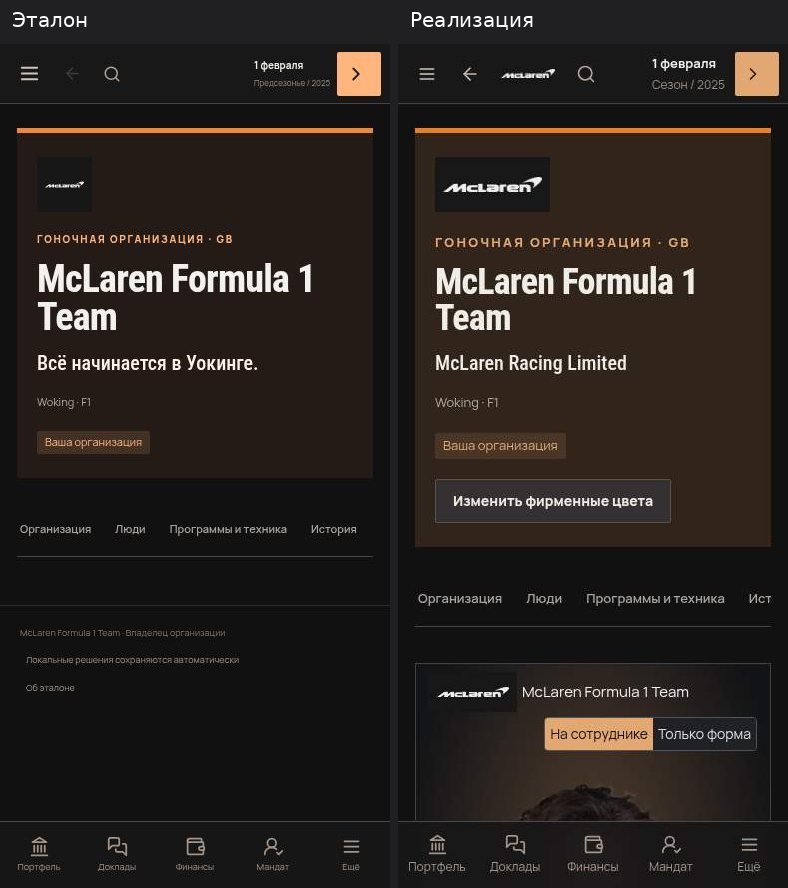 Эталон
1 февраля
Предсезонье / 2025
McLaren
ГОНОЧНАЯ ОРГАНИЗАЦИЯ · GB
McLaren Formula 1
Team
Всё начинается в Уокинге.
Woking · F1
Ваша организация
Организация Люди Программы и техника История
McLaren Formula 1 Team · Владелец организации
Локальные решения сохраняются автоматически
Об эталоне
Портфель Доклады Финансы Мандат Ещё
Реализация
McLaren
1 февраля
Сезон / 2025
McLaren
ГОНОЧНАЯ ОРГАНИЗАЦИЯ · GB
McLaren Formula 1
Team
McLaren Racing Limited
Woking · F1
Ваша организация
Изменить фирменные цвета
Организация Люди Программы и техника Ист
McLaren McLaren Formula 1 Team
На сотруднике Только форма
Портфель Доклады Финансы Мандат Ещё